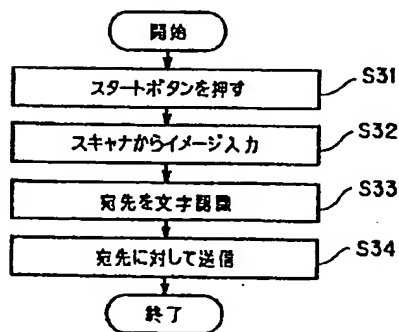 開始
スタートボタンを押す S31
スキャナからイメージ入力 S32
宛先を文字認識 S33
宛先に対して送信 S34
終了